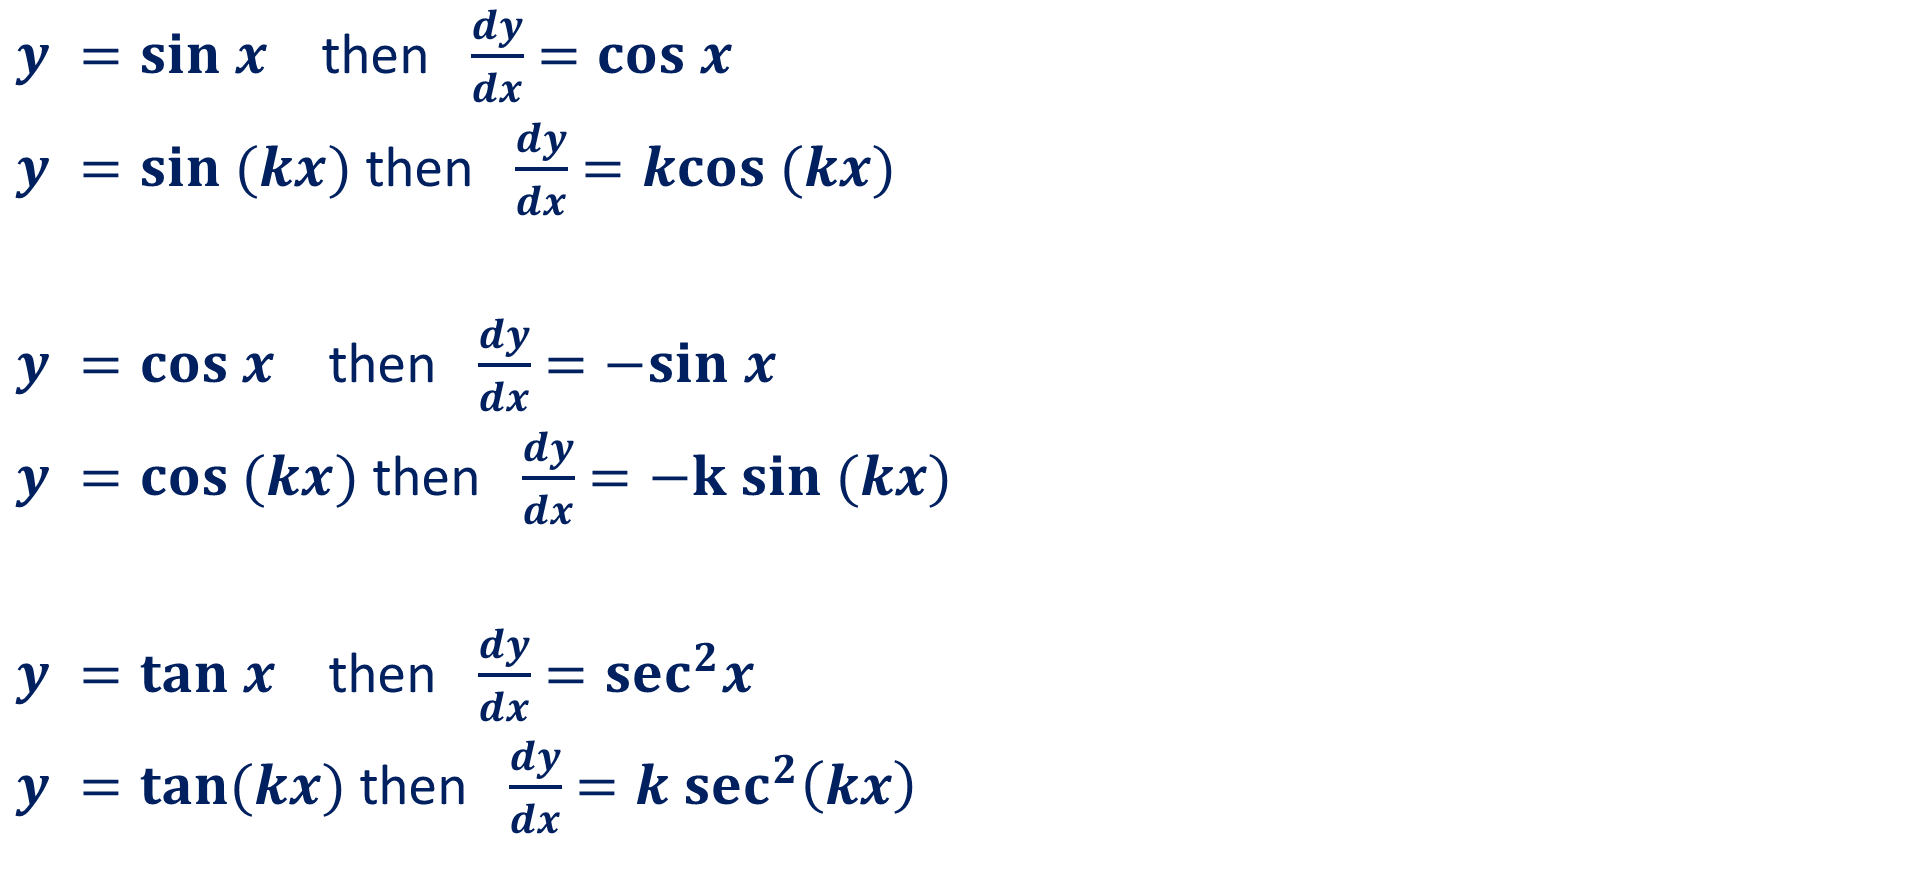 y = sin x then dy/dx = cos x
y = sin (kx) then dy/dx = kcos (kx)
y = cos x then dy/dx = −sin x
y = cos (kx) then dy/dx = −k sin (kx)
y = tan x then dy/dx = sec²x
y = tan(kx) then dy/dx = k sec²(kx)